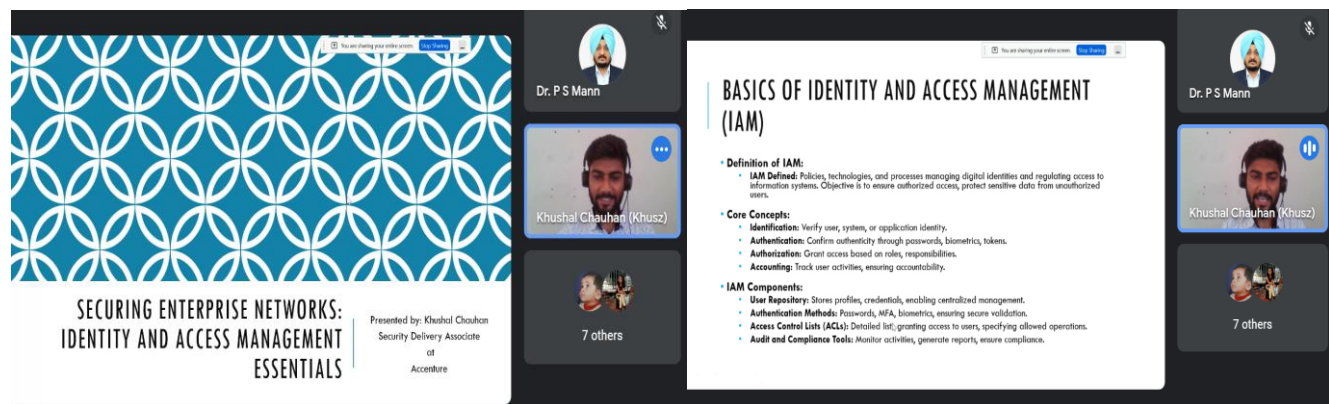 You are sharing your entire screen. Stop Sharing
Dr. P S Mann
Khushal Chauhan (Khusz)
7 others
SECURING ENTERPRISE NETWORKS:
IDENTITY AND ACCESS MANAGEMENT
ESSENTIALS
Presented by: Khushal Chauhan
Security Delivery Associate
at
Accenture
You are sharing your entire screen. Stop Sharing
BASICS OF IDENTITY AND ACCESS MANAGEMENT
(IAM)
• Definition of IAM:
• IAM Defined: Policies, technologies, and processes managing digital identities and regulating access to
information systems. Objective is to ensure authorized access, protect sensitive data from unauthorized
users.
• Core Concepts:
• Identification: Verify user, system, or application identity.
• Authentication: Confirm authenticity through passwords, biometrics, tokens.
• Authorization: Grant access based on roles, responsibilities.
• Accounting: Track user activities, ensuring accountability.
• IAM Components:
• User Repository: Stores profiles, credentials, enabling centralized management.
• Authentication Methods: Passwords, MFA, biometrics, ensuring secure validation.
• Access Control Lists (ACLs): Detailed lists granting access to users, specifying allowed operations.
• Audit and Compliance Tools: Monitor activities, generate reports, ensure compliance.
Dr. P S Mann
Khushal Chauhan (Khusz)
7 others